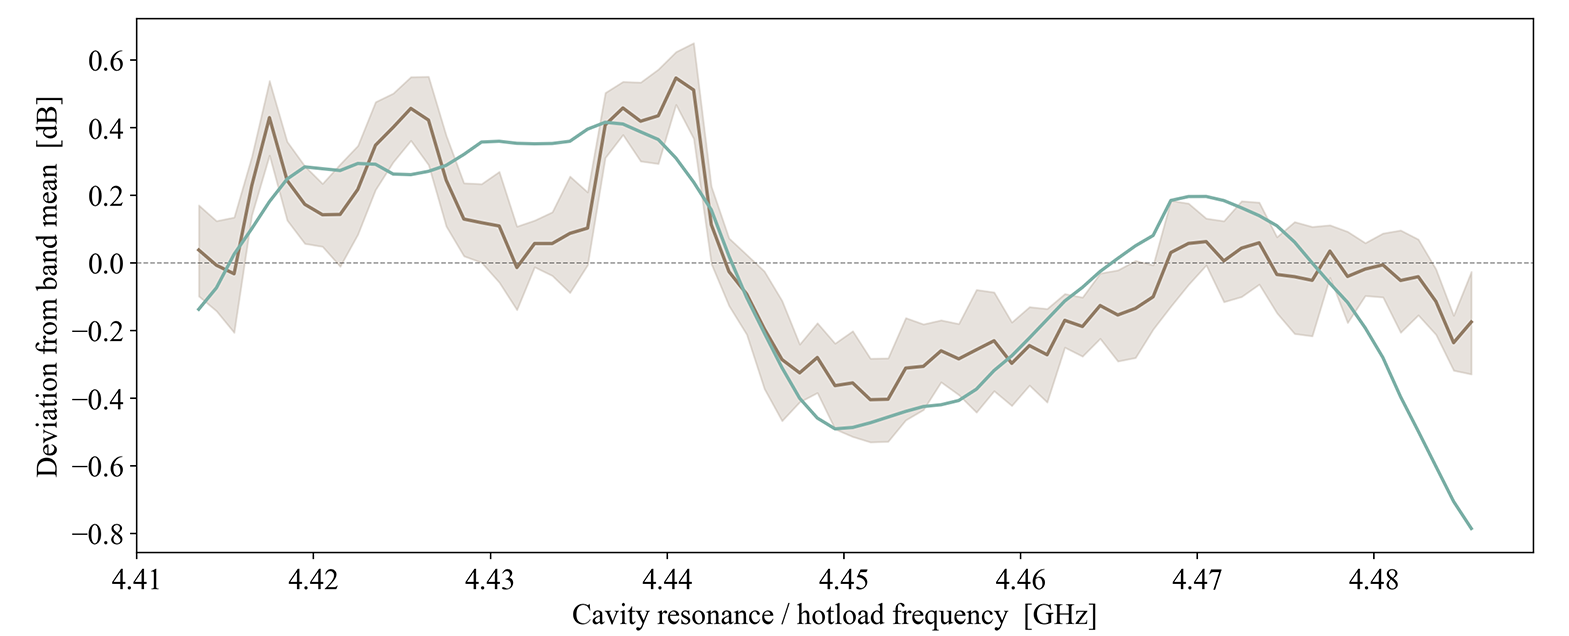 Deviation from band mean [dB]
0.6
0.4
0.2
0.0
−0.2
−0.4
−0.6
−0.8
4.41 4.42 4.43 4.44 4.45 4.46 4.47 4.48
Cavity resonance / hotload frequency [GHz]